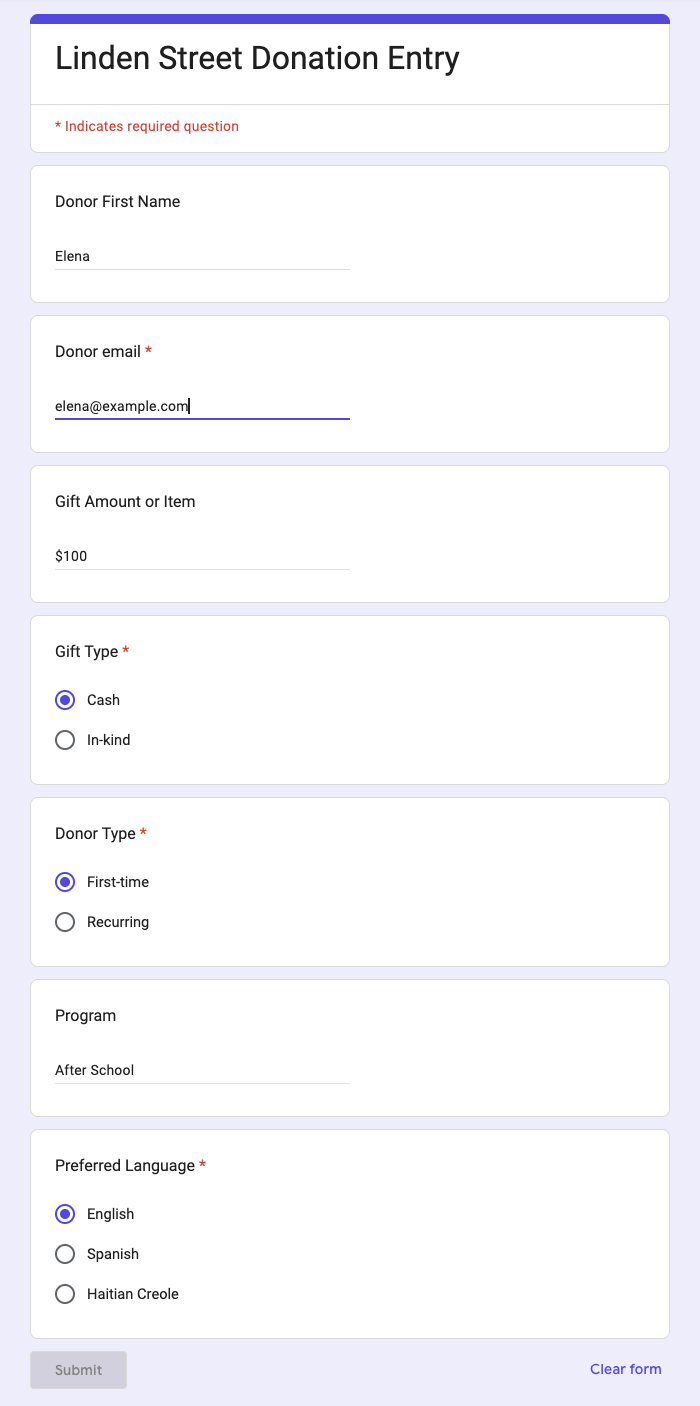 Linden Street Donation Entry
* Indicates required question
Donor First Name
Elena
Donor email *
elena@example.com
Gift Amount or Item
$100
Gift Type *
Cash
In-kind
Donor Type *
First-time
Recurring
Program
After School
Preferred Language *
English
Spanish
Haitian Creole
Submit
Clear form